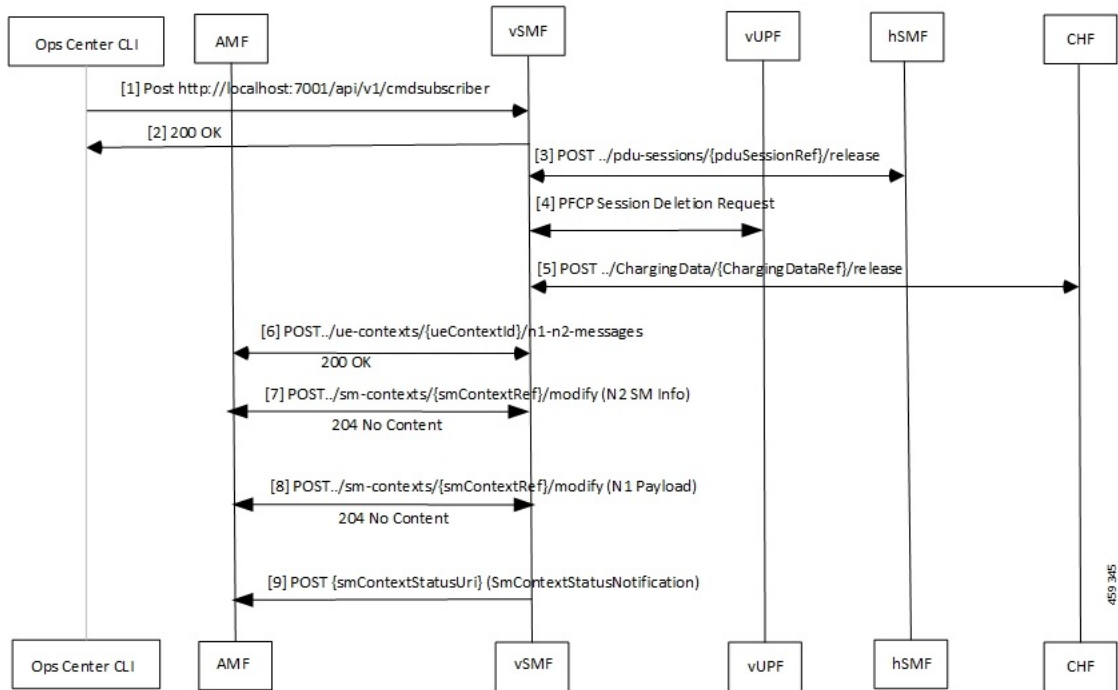 Ops Center CLI
AMF
vSMF
vUPF
hSMF
CHF
[1] Post http://localhost:7001/api/v1/cmdsubscriber
[2] 200 OK
[3] POST ../pdu-sessions/{pduSessionRef}/release
[4] PFCP Session Deletion Request
[5] POST ../ChargingData/{ChargingDataRef}/release
[6] POST../ue-contexts/{ueContextId}/n1-n2-messages
200 OK
[7] POST../sm-contexts/{smContextRef}/modify (N2 SM Info)
204 No Content
[8] POST../sm-contexts/{smContextRef}/modify (N1 Payload)
204 No Content
[9] POST {smContextStatusUri} (SmContextStatusNotification)
459345
Ops Center CLI
AMF
vSMF
vUPF
hSMF
CHF